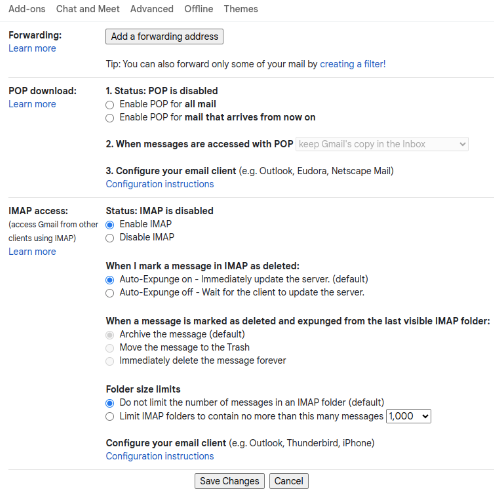 Add-ons Chat and Meet Advanced Offline Themes
Forwarding:
Learn more
Add a forwarding address
Tip: You can also forward only some of your mail by creating a filter!
POP download:
Learn more
1. Status: POP is disabled
Enable POP for all mail
Enable POP for mail that arrives from now on
2. When messages are accessed with POP keep Gmail's copy in the Inbox
3. Configure your email client (e.g. Outlook, Eudora, Netscape Mail)
Configuration instructions
IMAP access:
(access Gmail from other
clients using IMAP)
Learn more
Status: IMAP is disabled
Enable IMAP
Disable IMAP
When I mark a message in IMAP as deleted:
Auto-Expunge on - Immediately update the server. (default)
Auto-Expunge off - Wait for the client to update the server.
When a message is marked as deleted and expunged from the last visible IMAP folder:
Archive the message (default)
Move the message to the Trash
Immediately delete the message forever
Folder size limits
Do not limit the number of messages in an IMAP folder (default)
Limit IMAP folders to contain no more than this many messages 1,000
Configure your email client (e.g. Outlook, Thunderbird, iPhone)
Configuration instructions
Save Changes Cancel